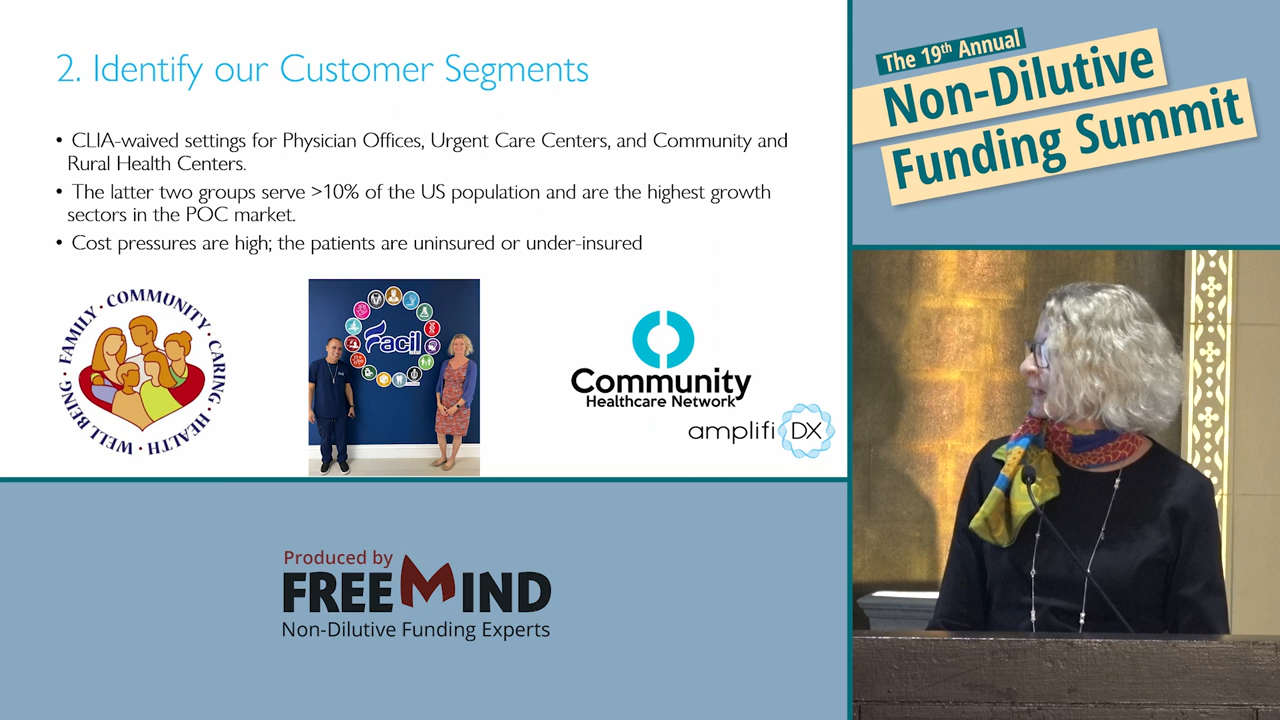 2. Identify our Customer Segments
• CLIA-waived settings for Physician Offices, Urgent Care Centers, and Community and
Rural Health Centers.
• The latter two groups serve >10% of the US population and are the highest growth
sectors in the POC market.
• Cost pressures are high; the patients are uninsured or under-insured
WELL BEING · FAMILY · COMMUNITY · CARING · HEALTH ·
Facil
Community
Healthcare Network
amplifi DX
The 19th Annual
Non-Dilutive
Funding Summit
Produced by
FREEMIND
Non-Dilutive Funding Experts